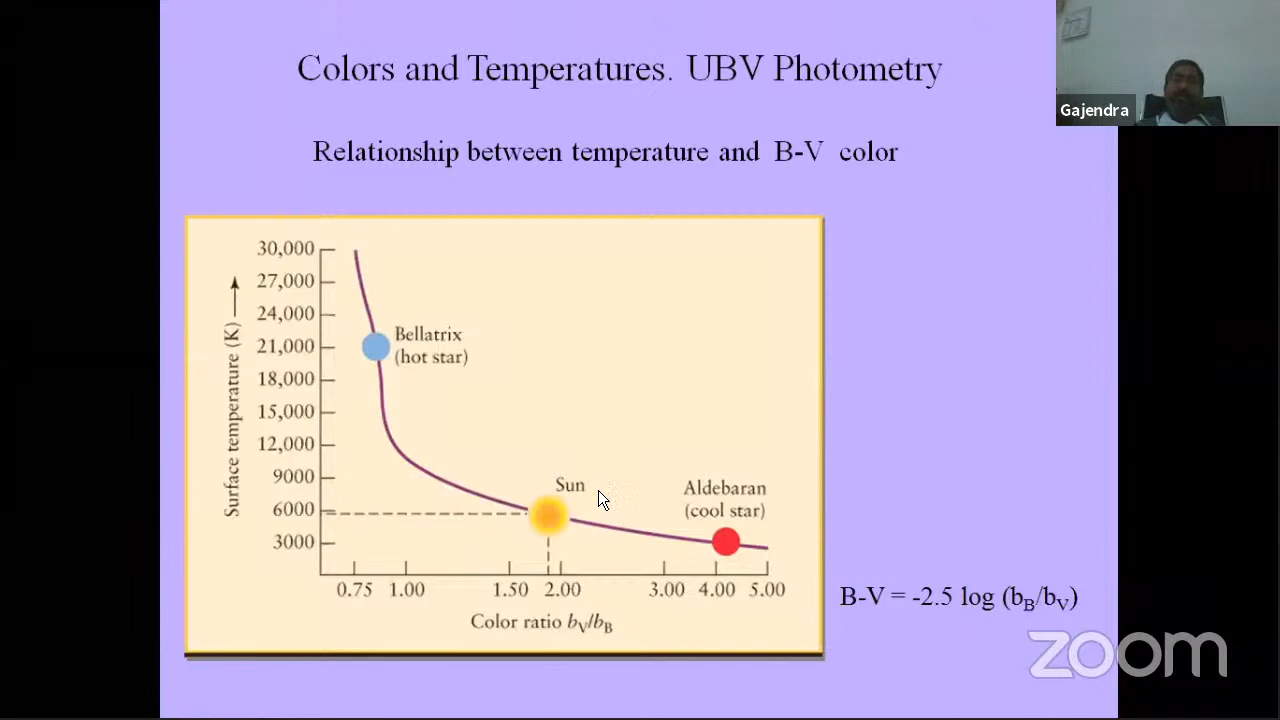 Colors and Temperatures. UBV Photometry
Gajendra
Relationship between temperature and B-V color
Surface temperature (K)
30,000
27,000
24,000
21,000
18,000
15,000
12,000
9000
6000
3000
Bellatrix
(hot star)
Sun
Aldebaran
(cool star)
0.75 1.00 1.50 2.00 3.00 4.00 5.00
Color ratio bV/bB
B-V = -2.5 log (bB/bV)
zoom